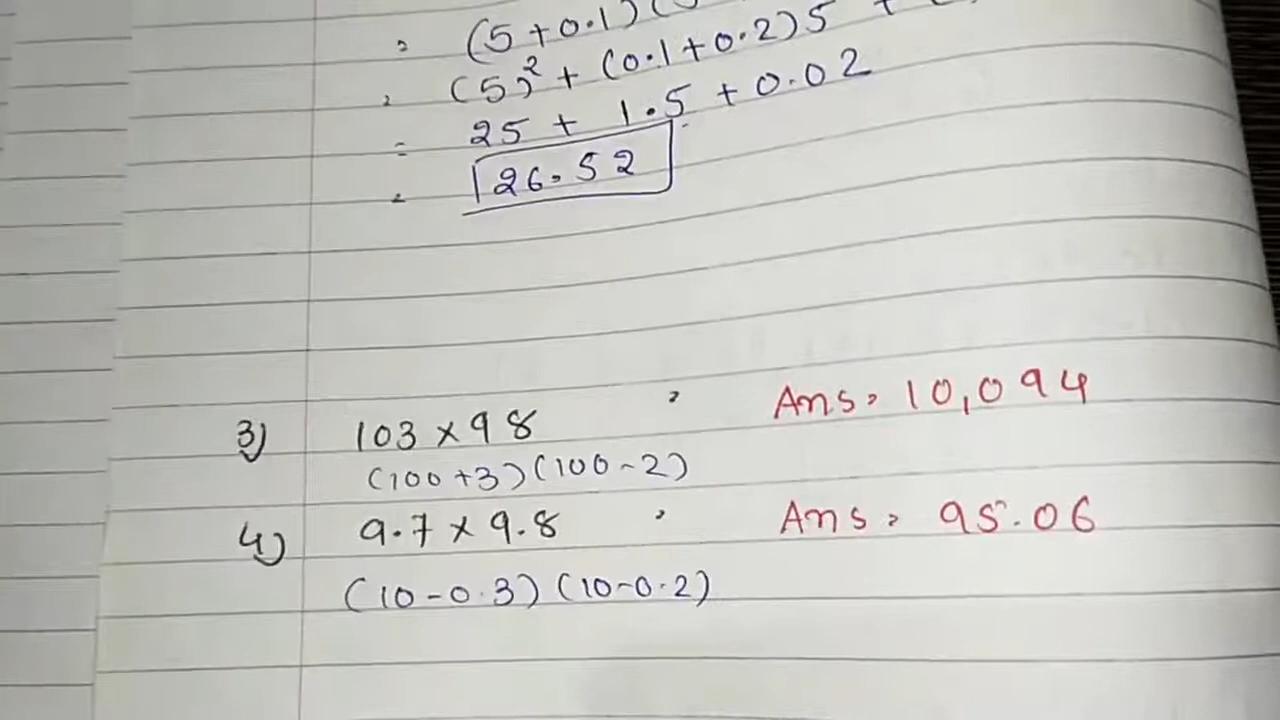 = (5+0.1)(
= (5)² + (0.1+0.2)5 +
= 25 + 1.5 + 0.02
= 26.52
3) 103 × 98 = Ans = 10,094
(100+3)(100-2)
4) 9.7 × 9.8 = Ans = 95.06
(10-0.3)(10-0.2)